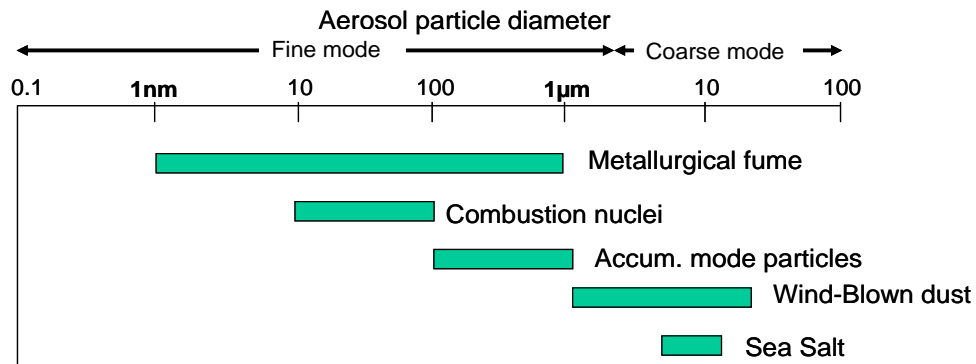 Aerosol particle diameter
Fine mode Coarse mode
0.1 1nm 10 100 1µm 10 100
Metallurgical fume
Combustion nuclei
Accum. mode particles
Wind-Blown dust
Sea Salt